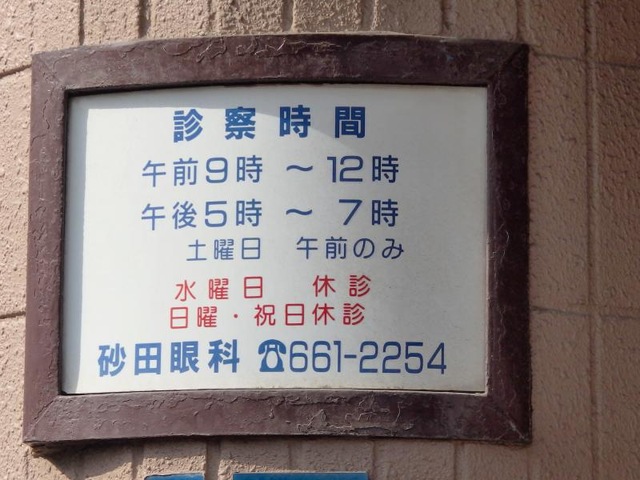 診察時間
午前9時 ～ 12時
午後5時 ～ 7時
土曜日 午前のみ
水曜日 休診
日曜・祝日休診
砂田眼科 ☎661-2254